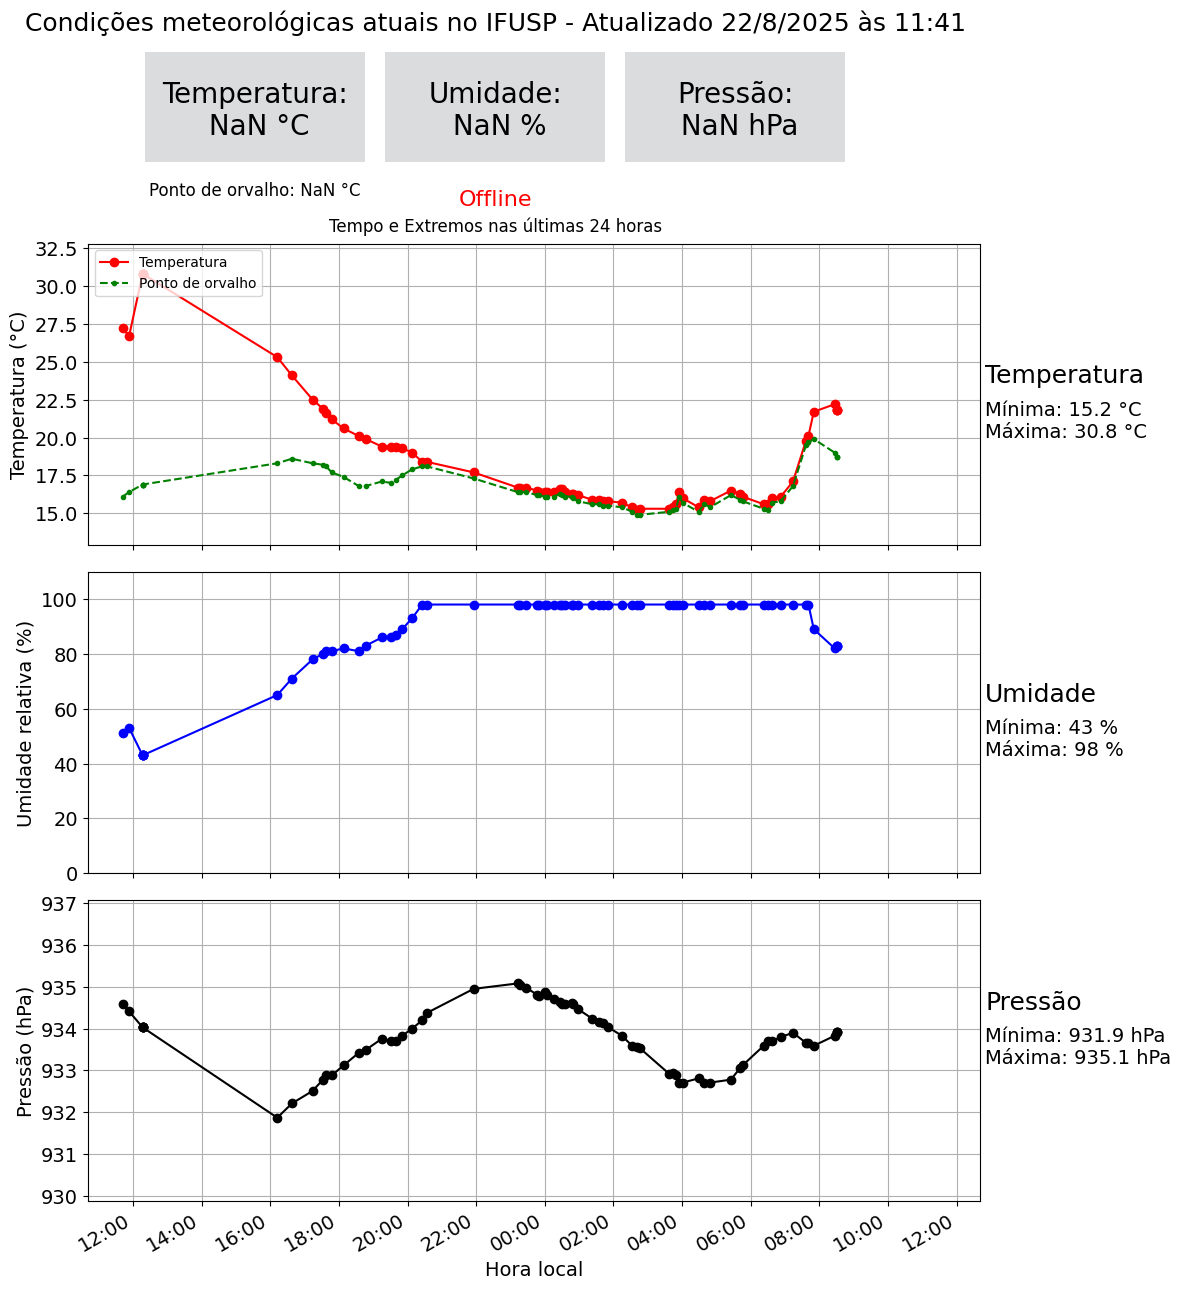 Condições meteorológicas atuais no IFUSP - Atualizado 22/8/2025 às 11:41
Temperatura:
NaN °C
Umidade:
NaN %
Pressão:
NaN hPa
Ponto de orvalho: NaN °C
Offline
Tempo e Extremos nas últimas 24 horas
Temperatura (°C)
32.5
30.0
27.5
25.0
22.5
20.0
17.5
15.0
Temperatura
Ponto de orvalho
Temperatura
Mínima: 15.2 °C
Máxima: 30.8 °C
Umidade relativa (%)
100
80
60
40
20
0
Umidade
Mínima: 43 %
Máxima: 98 %
Pressão (hPa)
937
936
935
934
933
932
931
930
Pressão
Mínima: 931.9 hPa
Máxima: 935.1 hPa
12:00
14:00
16:00
18:00
20:00
22:00
00:00
02:00
04:00
06:00
08:00
10:00
12:00
Hora local